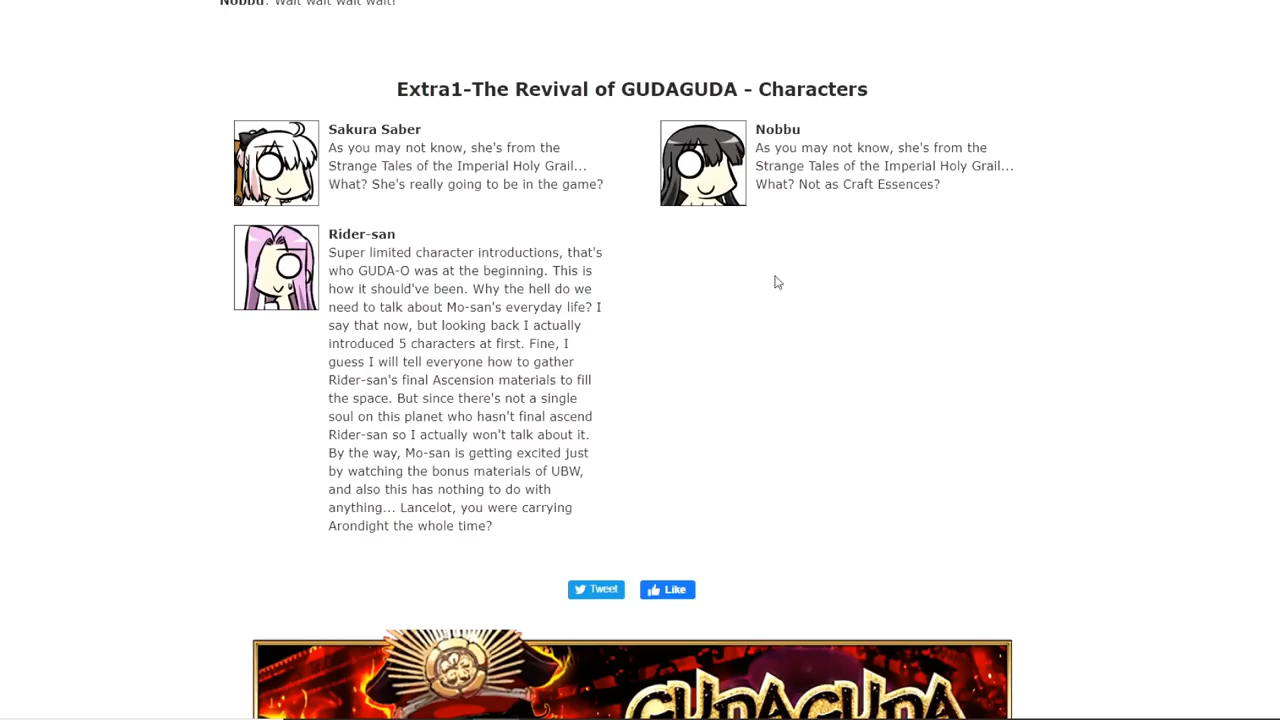 Nobbu: Wait wait wait wait!
Extra1-The Revival of GUDAGUDA - Characters
Sakura Saber
As you may not know, she's from the
Strange Tales of the Imperial Holy Grail...
What? She's really going to be in the game?
Nobbu
As you may not know, she's from the
Strange Tales of the Imperial Holy Grail...
What? Not as Craft Essences?
Rider-san
Super limited character introductions, that's
who GUDA-O was at the beginning. This is
how it should've been. Why the hell do we
need to talk about Mo-san's everyday life? I
say that now, but looking back I actually
introduced 5 characters at first. Fine, I
guess I will tell everyone how to gather
Rider-san's final Ascension materials to fill
the space. But since there's not a single
soul on this planet who hasn't final ascend
Rider-san so I actually won't talk about it.
By the way, Mo-san is getting excited just
by watching the bonus materials of UBW,
and also this has nothing to do with
anything... Lancelot, you were carrying
Arondight the whole time?
Tweet
Like
GUDAGUDA